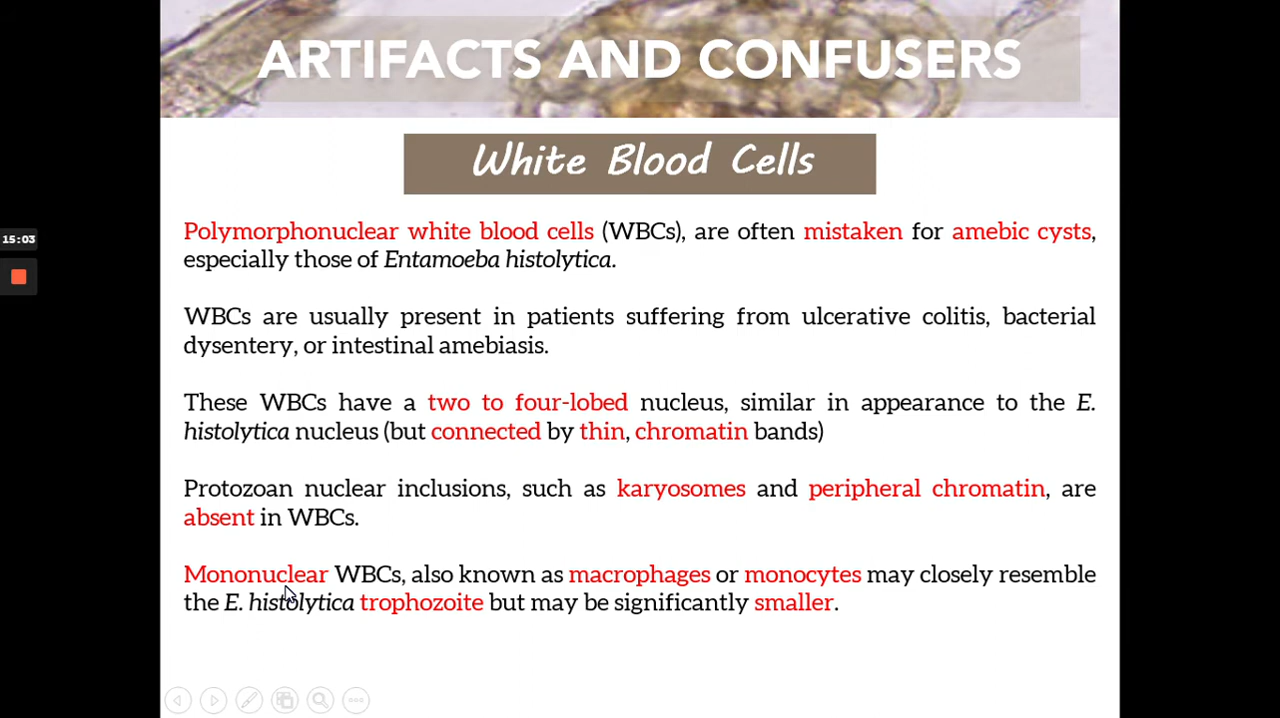 ARTIFACTS AND CONFUSERS
White Blood Cells
15:03
Polymorphonuclear white blood cells (WBCs), are often mistaken for amebic cysts,
especially those of Entamoeba histolytica.
WBCs are usually present in patients suffering from ulcerative colitis, bacterial
dysentery, or intestinal amebiasis.
These WBCs have a two to four-lobed nucleus, similar in appearance to the E.
histolytica nucleus (but connected by thin, chromatin bands)
Protozoan nuclear inclusions, such as karyosomes and peripheral chromatin, are
absent in WBCs.
Mononuclear WBCs, also known as macrophages or monocytes may closely resemble
the E. histolytica trophozoite but may be significantly smaller.